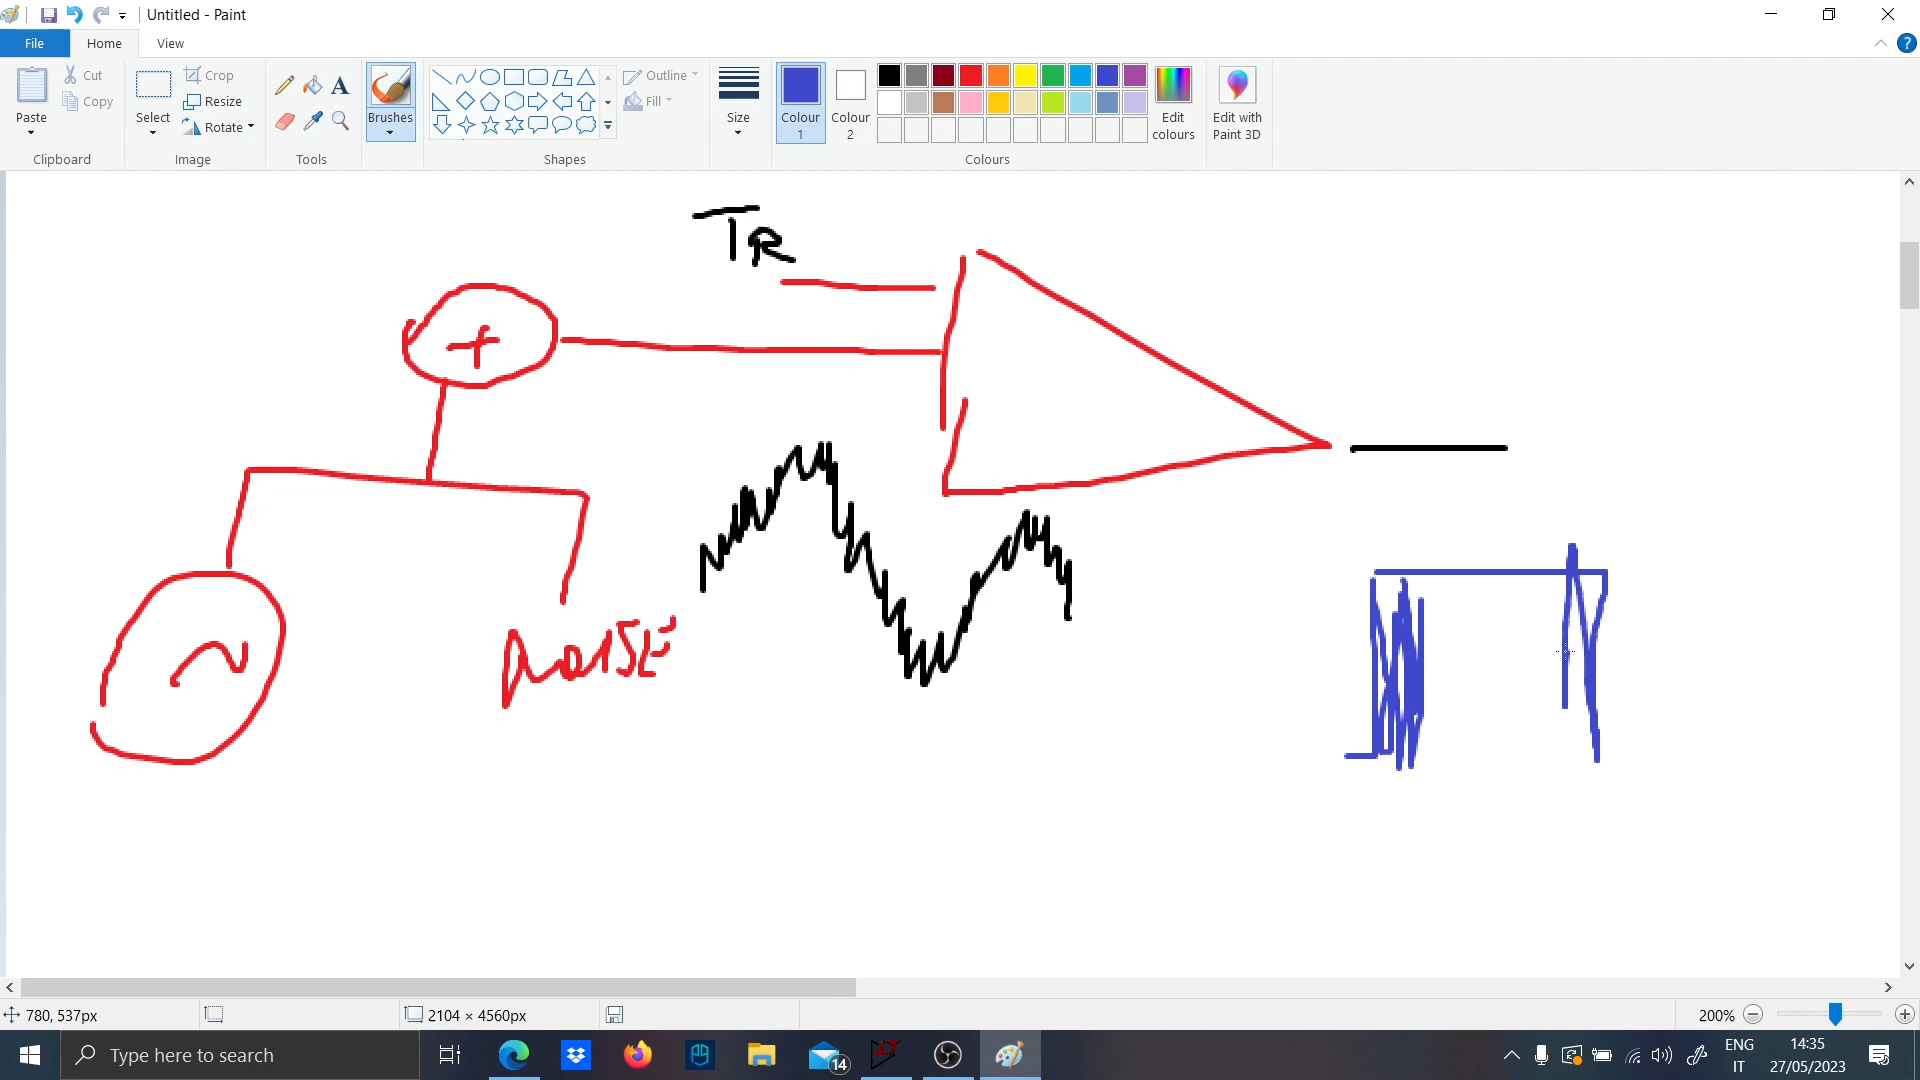 Untitled - Paint
File Home View
Paste
Cut
Copy
Clipboard
Select
Crop
Resize
Rotate
Image
A
Tools
Brushes
Outline
Fill
Shapes
Size
Colour 1
Colour 2
Edit colours
Colours
Edit with Paint 3D
?
TR
+
NOISE
780, 537px
2104 × 4560px
200%
Type here to search
14
ENG
IT
14:35
27/05/2023